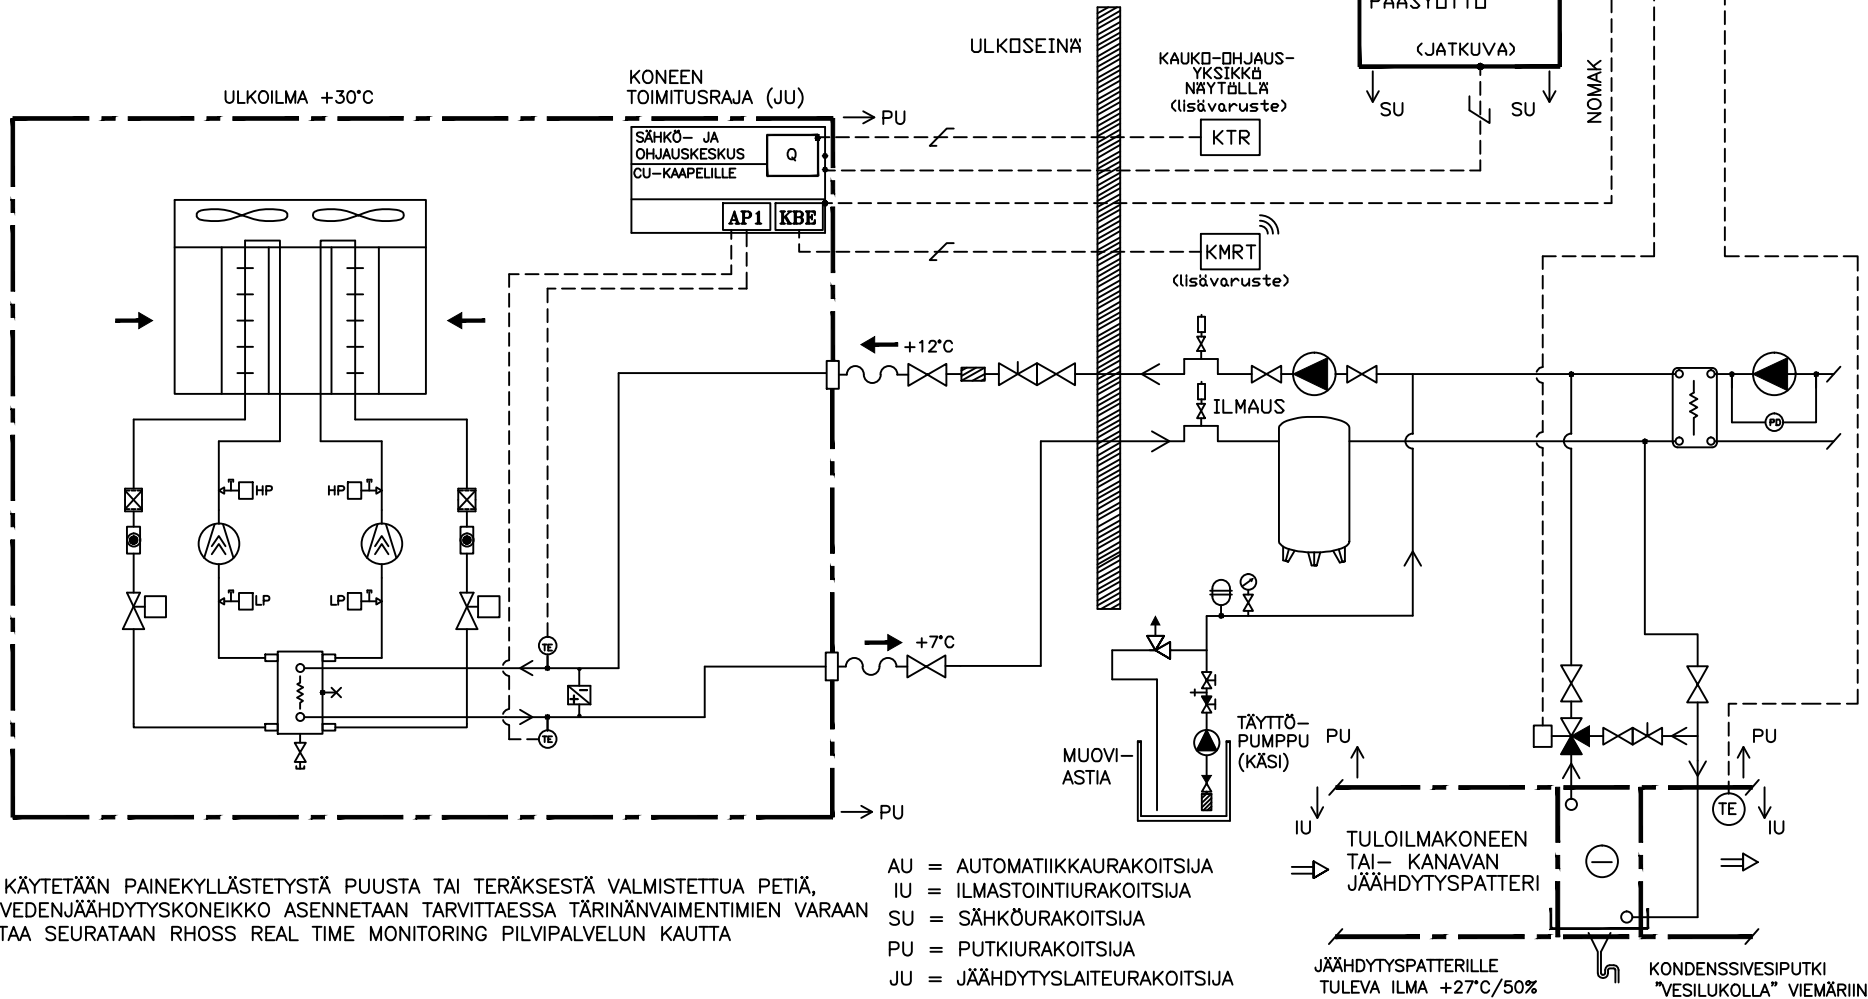 PÄÄSYÖTTÖ
(JATKUVA)
SU
SU
NOMAK
ULKOSEINÄ
KAUKO-OHJAUS-
YKSIKKÖ
NÄYTÖLLÄ
(lisävaruste)
KTR
KMRT
(lisävaruste)
ULKOILMA +30°C
KONEEN
TOIMITUSRAJA (JU)
PU
SÄHKÖ- JA
OHJAUSKESKUS
CU-KAAPELILLE
Q
AP1
KBE
+12°C
ILMAUS
PD
HP
HP
LP
LP
TE
TE
+7°C
PU
MUOVI-
ASTIA
TÄYTTÖ-
PUMPPU
(KÄSI)
PU
PU
IU
IU
TE
TULOILMAKONEEN
TAI- KANAVAN
JÄÄHDYTYSPATTERI
JÄÄHDYTYSPATTERILLE
TULEVA ILMA +27°C/50%
KONDENSSIVESIPUTKI
"VESILUKOLLA" VIEMÄRIIN
KÄYTETÄÄN PAINEKYLLÄSTETYSTÄ PUUSTA TAI TERÄKSESTÄ VALMISTETTUA PETIÄ,
VEDENJÄÄHDYTYSKONEIKKO ASENNETAAN TARVITTAESSA TÄRINÄNVAIMENTIMIEN VARAAN
TAA SEURATAAN RHOSS REAL TIME MONITORING PILVIPALVELUN KAUTTA
AU = AUTOMATIIKKAURAKOITSIJA
IU = ILMASTOINTIURAKOITSIJA
SU = SÄHKÖURAKOITSIJA
PU = PUTKIURAKOITSIJA
JU = JÄÄHDYTYSLAITEURAKOITSIJA